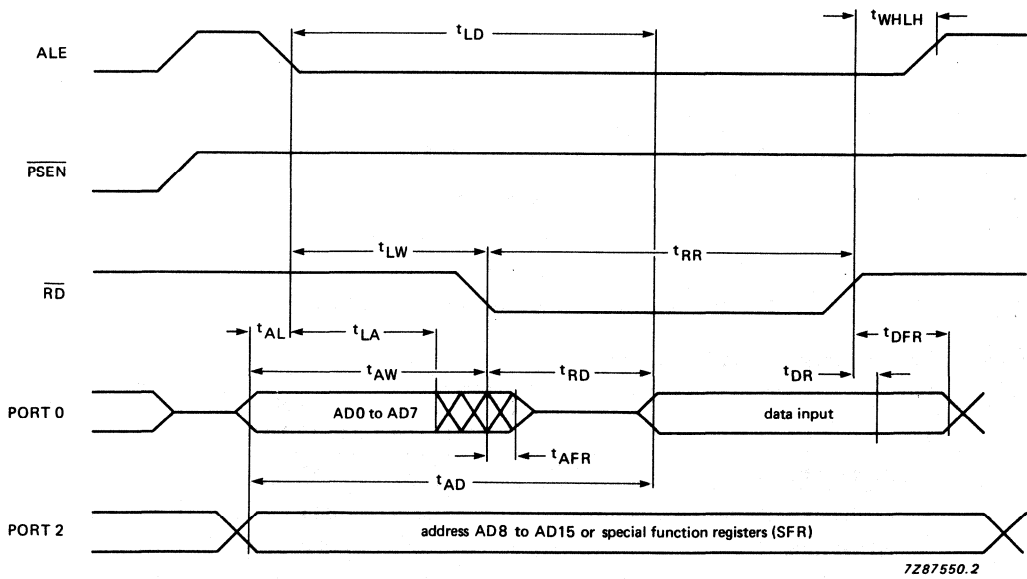 tWHLH
tLD
ALE
PSEN
tLW
tRR
RD
tAL
tLA
tDFR
tAW
tRD
tDR
PORT 0
AD0 to AD7
data input
tAFR
tAD
PORT 2
address AD8 to AD15 or special function registers (SFR)
7Z87550.2